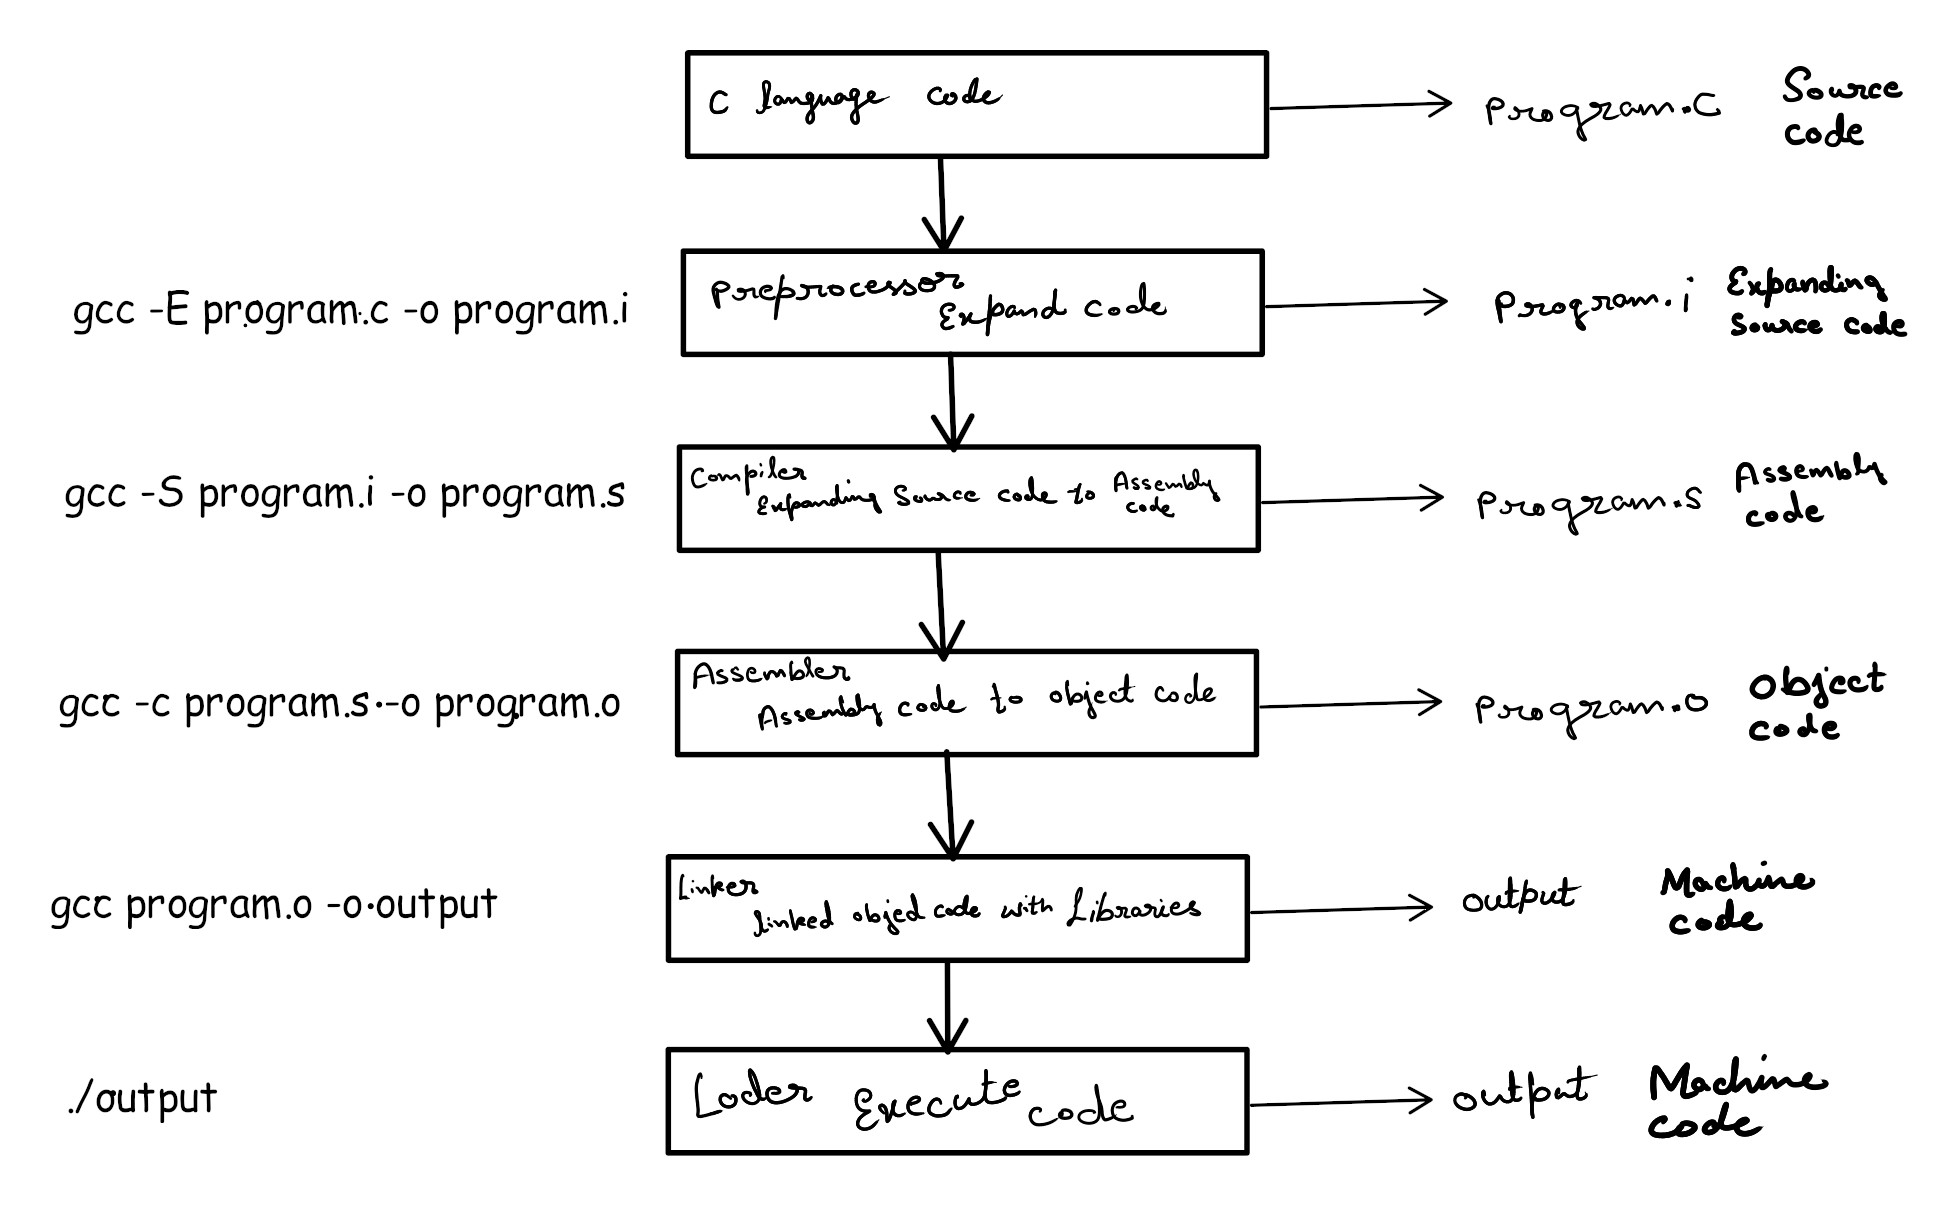 C language code
program.c
Source
code
gcc -E program.c -o program.i
Preprocessor
Expand code
program.i
Expanding
Source code
gcc -S program.i -o program.s
Compiler
Expanding Source code to Assembly
code
program.s
Assembly
code
gcc -c program.s -o program.o
Assembler
Assembly code to object code
program.o
Object
code
gcc program.o -o output
Linker
linked objed code with Libraries
output
Machine
code
./output
Loder Execute code
output
Machine
code